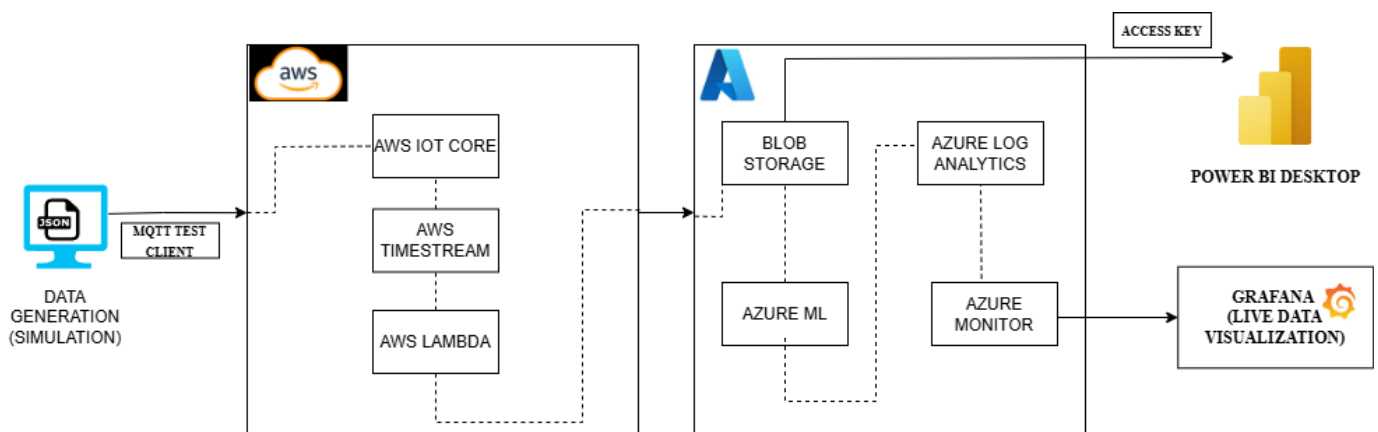 aws
JSON
DATA
GENERATION
(SIMULATION)
MQTT TEST
CLIENT
AWS IOT CORE
AWS
TIMESTREAM
AWS LAMBDA
BLOB
STORAGE
AZURE ML
AZURE LOG
ANALYTICS
AZURE
MONITOR
ACCESS KEY
POWER BI DESKTOP
GRAFANA
(LIVE DATA
VISUALIZATION)